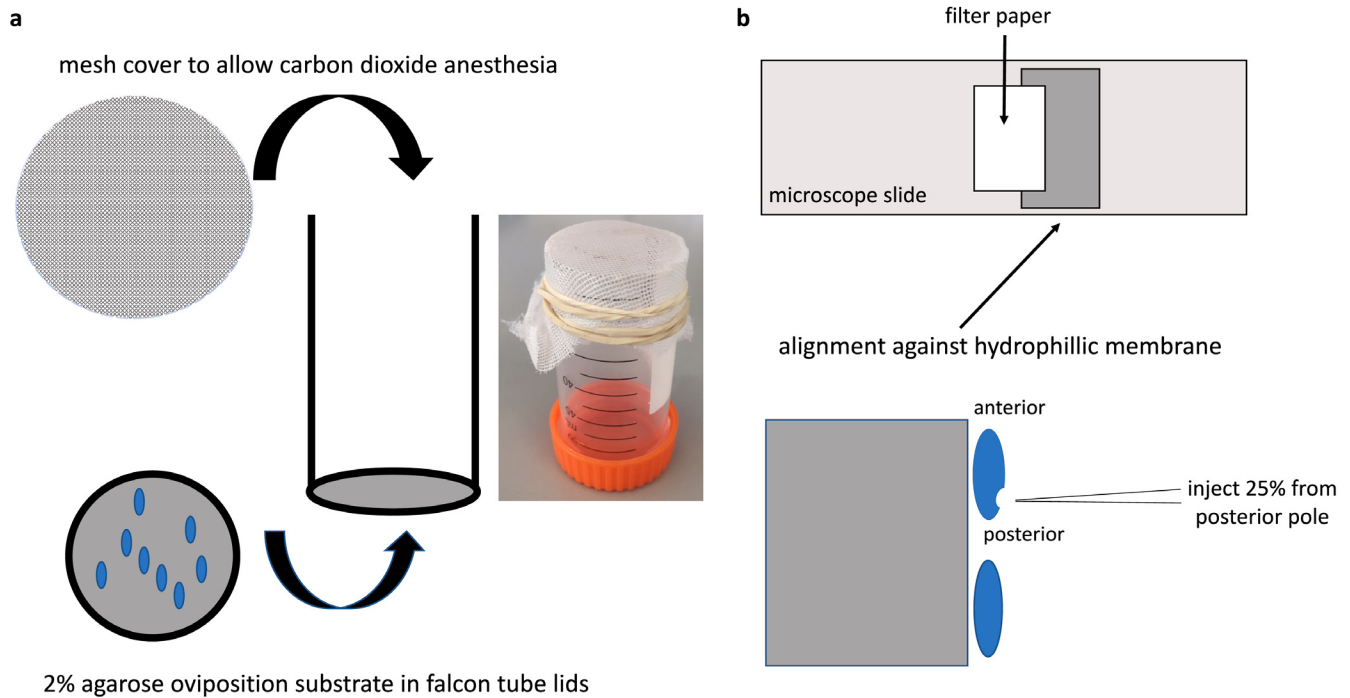 a
mesh cover to allow carbon dioxide anesthesia
2% agarose oviposition substrate in falcon tube lids
b
filter paper
microscope slide
alignment against hydrophillic membrane
anterior
posterior
inject 25% from
posterior pole